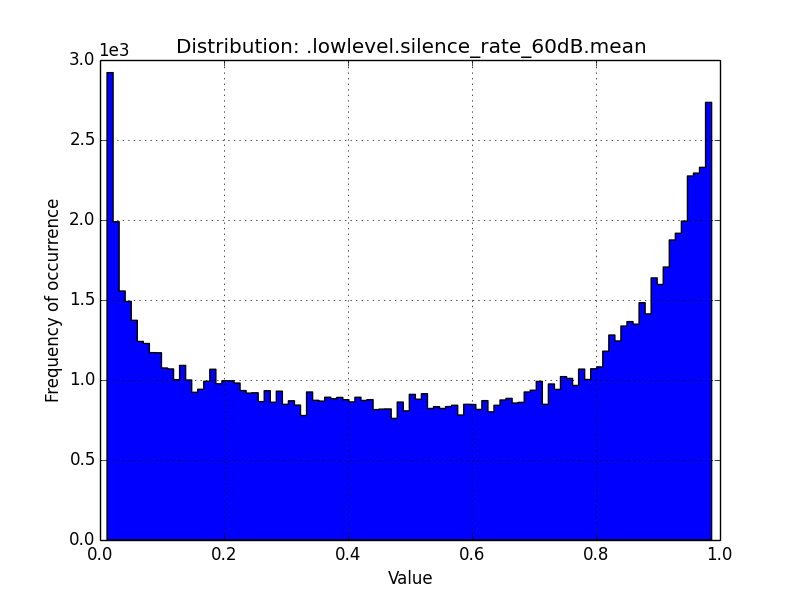 Distribution: .lowlevel.silence_rate_60dB.mean
1e3
3.0
2.5
2.0
1.5
1.0
0.5
0.0
Frequency of occurrence
0.0 0.2 0.4 0.6 0.8 1.0
Value